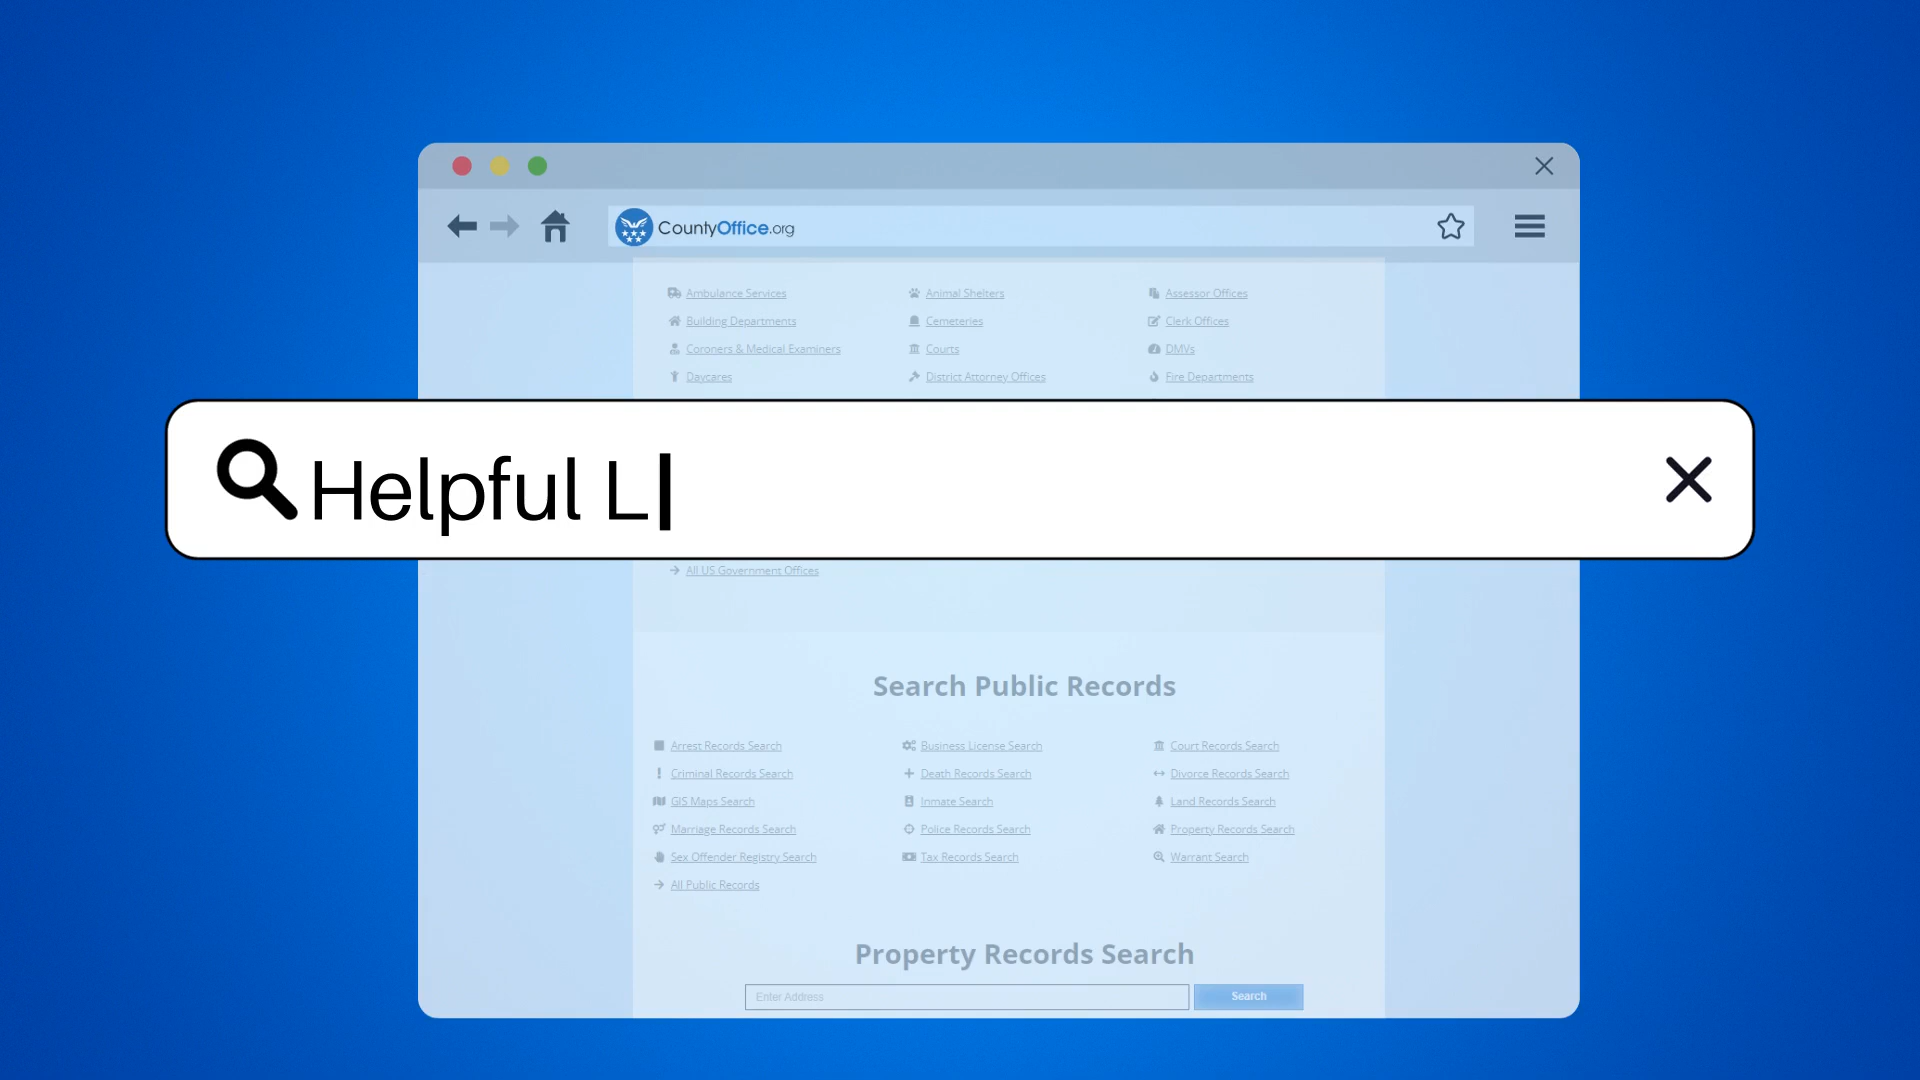 CountyOffice.org
Ambulance Services Animal Shelters Assessor Offices
Building Departments Cemeteries Clerk Offices
Coroners & Medical Examiners Courts DMVs
Daycares District Attorney Offices Fire Departments
Helpful L
All US Government Offices
Search Public Records
Arrest Records Search Business License Search Court Records Search
Criminal Records Search Death Records Search Divorce Records Search
GIS Maps Search Inmate Search Land Records Search
Marriage Records Search Police Records Search Property Records Search
Sex Offender Registry Search Tax Records Search Warrant Search
All Public Records
Property Records Search
Enter Address Search